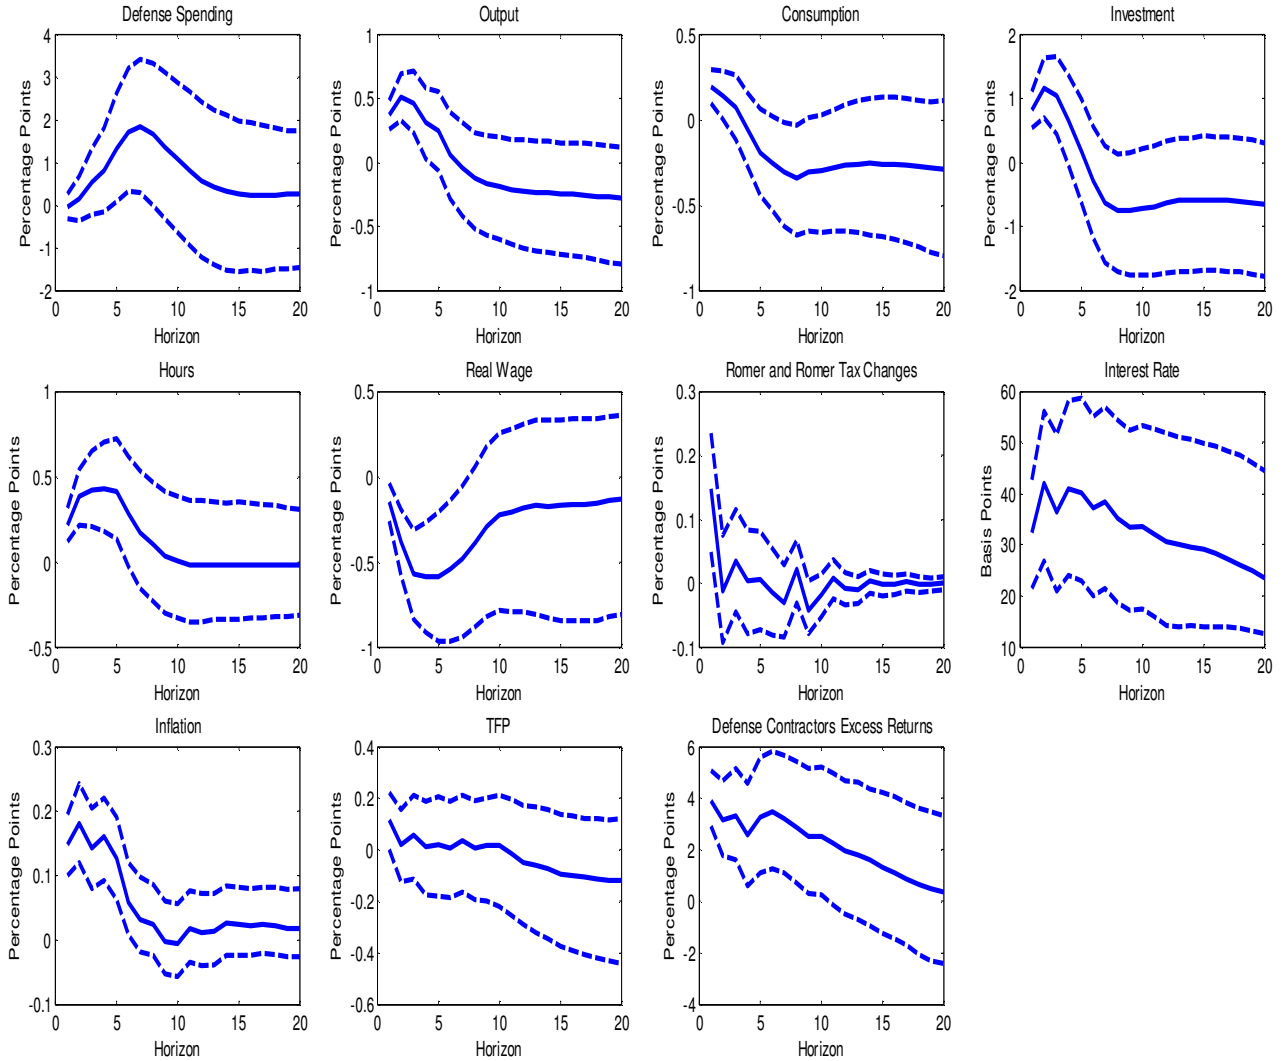 Defense Spending
Output
Consumption
Investment
4
3
2
1
0
-1
-2
Percentage Points
0 5 10 15 20
Horizon
1
0.5
0
-0.5
-1
Percentage Points
0 5 10 15 20
Horizon
0.5
0
-0.5
-1
Percentage Points
0 5 10 15 20
Horizon
2
1
0
-1
-2
Percentage Points
0 5 10 15 20
Horizon
Hours
Real Wage
Romer and Romer Tax Changes
Interest Rate
1
0.5
0
-0.5
Percentage Points
0 5 10 15 20
Horizon
0.5
0
-0.5
-1
Percentage Points
0 5 10 15 20
Horizon
0.3
0.2
0.1
0
-0.1
Percentage Points
0 5 10 15 20
Horizon
60
50
40
30
20
10
Basis Points
0 5 10 15 20
Horizon
Inflation
TFP
Defense Contractors Excess Returns
0.3
0.2
0.1
0
-0.1
Percentage Points
0 5 10 15 20
Horizon
0.4
0.2
0
-0.2
-0.4
-0.6
Percentage Points
0 5 10 15 20
Horizon
6
4
2
0
-2
-4
Percentage Points
0 5 10 15 20
Horizon